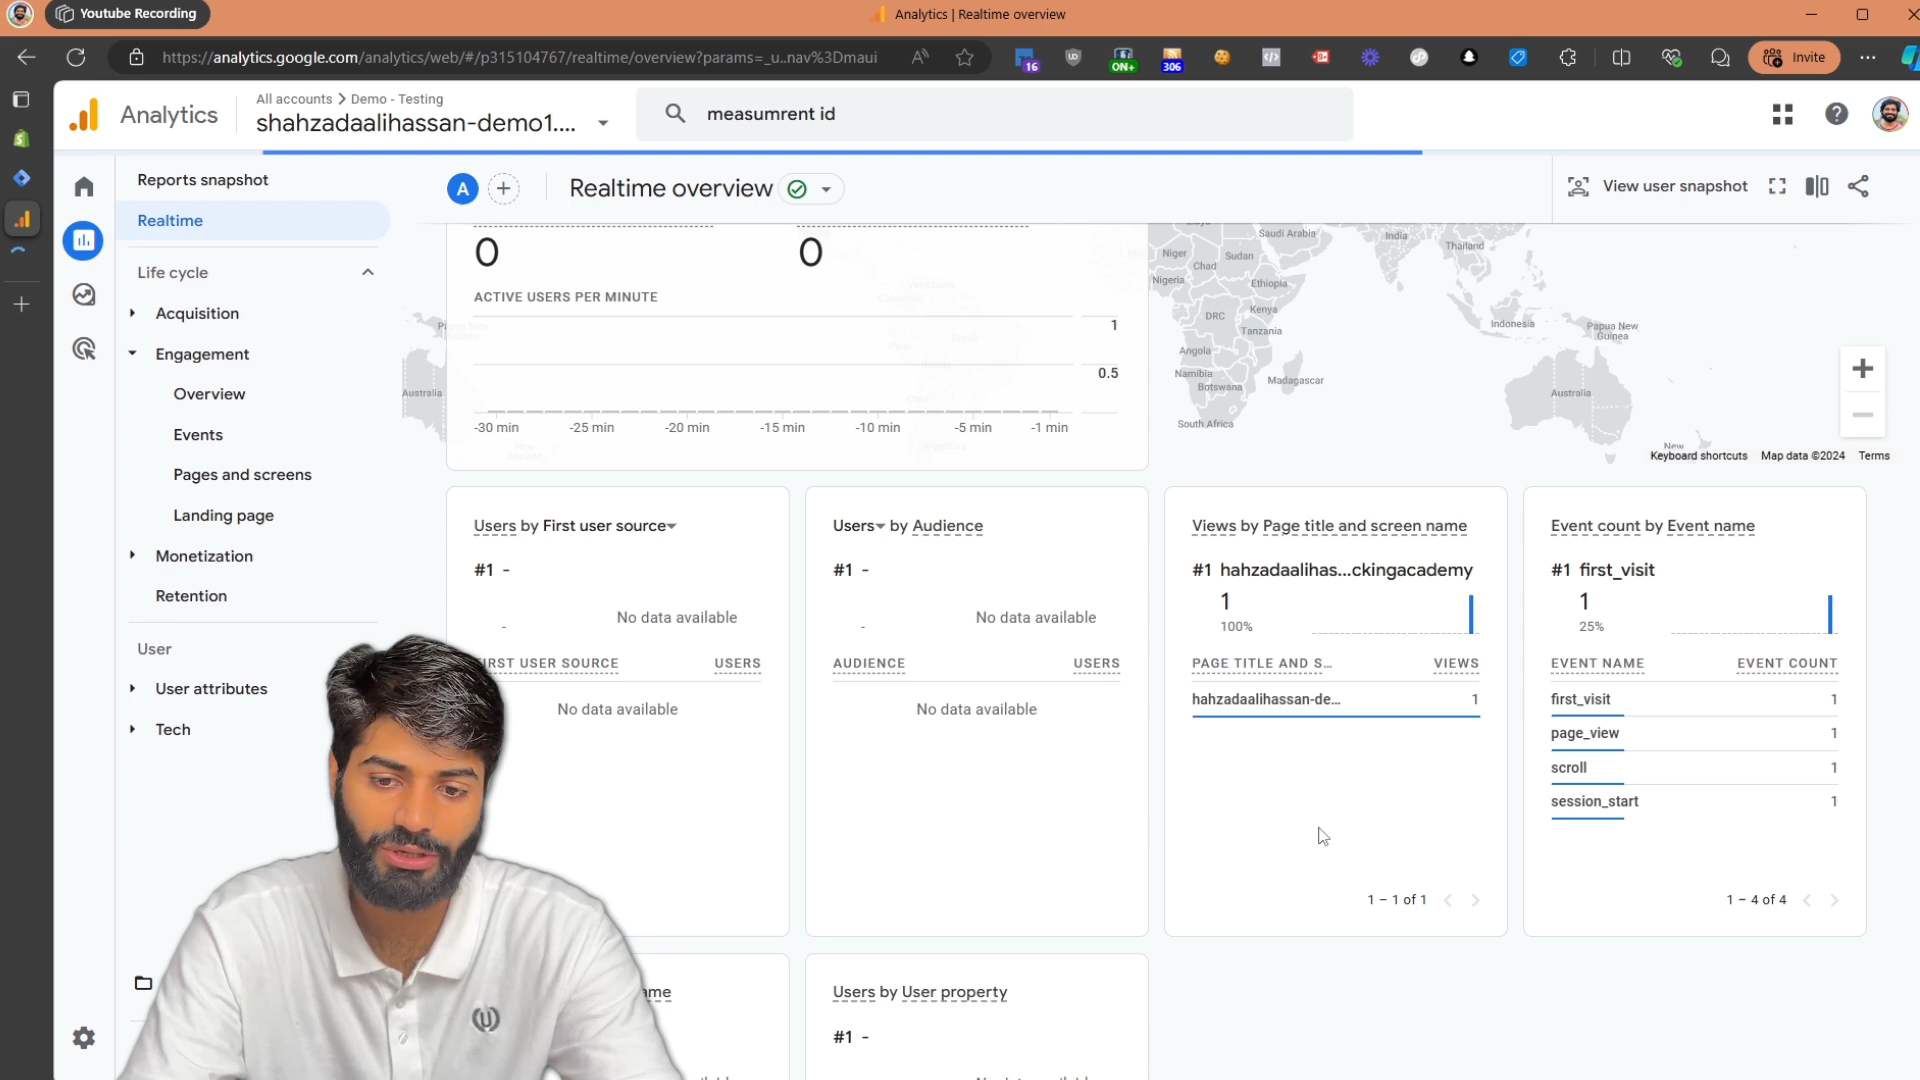 Youtube Recording
Analytics | Realtime overview
https://analytics.google.com/analytics/web/#/p315104767/realtime/overview?params=_u..nav%3Dmaui
16
ON+
306
Invite
Analytics
All accounts > Demo - Testing
shahzadaalihassan-demo1....
measumrent id
Reports snapshot
Realtime
Life cycle
Acquisition
Engagement
Overview
Events
Pages and screens
Landing page
Monetization
Retention
User
User attributes
Tech
A
Realtime overview
View user snapshot
0
0
ACTIVE USERS PER MINUTE
1
0.5
-30 min
-25 min
-20 min
-15 min
-10 min
-5 min
-1 min
Australia
Saudi Arabia
India
Thailand
Niger
Sudan
Chad
Nigeria
Ethiopia
DRC
Kenya
Tanzania
Angola
Namibia
Botswana
Madagascar
South Africa
Indonesia
Papua New
Guinea
Australia
New
Keyboard shortcuts
Map data ©2024
Terms
Users by First user source
#1 -
No data available
-
FIRST USER SOURCE
USERS
No data available
Users by Audience
#1 -
No data available
-
AUDIENCE
USERS
No data available
Views by Page title and screen name
#1 hahzadaalihas...ckingacademy
1
100%
PAGE TITLE AND S...
VIEWS
hahzadaalihassan-de...
1
1 – 1 of 1
Event count by Event name
#1 first_visit
1
25%
EVENT NAME
EVENT COUNT
first_visit
1
page_view
1
scroll
1
session_start
1
1 – 4 of 4
Users by User property
#1 -